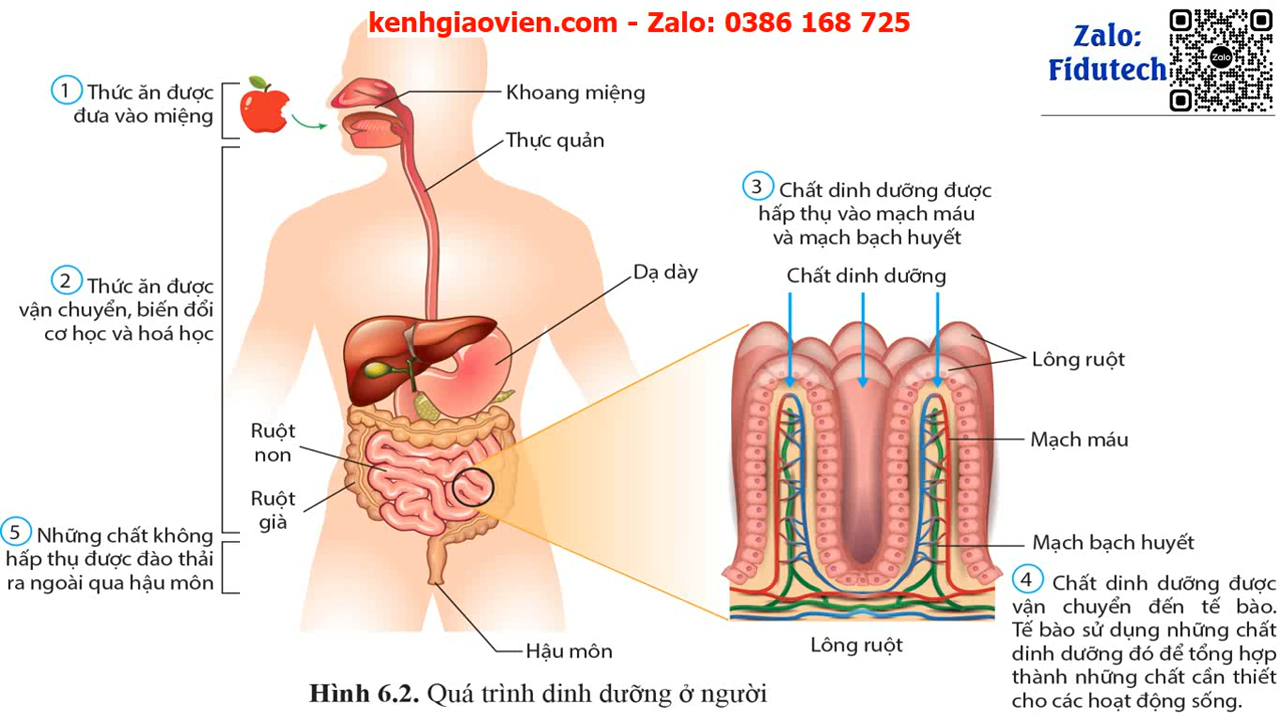 kenhgiaovien.com - Zalo: 0386 168 725
Zalo:
Fidutech
Zalo
1 Thức ăn được
đưa vào miệng
Khoang miệng
Thực quản
2 Thức ăn được
vận chuyển, biến đổi
cơ học và hoá học
Dạ dày
Ruột
non
Ruột
già
5 Những chất không
hấp thụ được đào thải
ra ngoài qua hậu môn
Hậu môn
3 Chất dinh dưỡng được
hấp thụ vào mạch máu
và mạch bạch huyết
Chất dinh dưỡng
Lông ruột
Mạch máu
Mạch bạch huyết
Lông ruột
4 Chất dinh dưỡng được
vận chuyển đến tế bào.
Tế bào sử dụng những chất
dinh dưỡng đó để tổng hợp
thành những chất cần thiết
cho các hoạt động sống.
Hình 6.2. Quá trình dinh dưỡng ở người